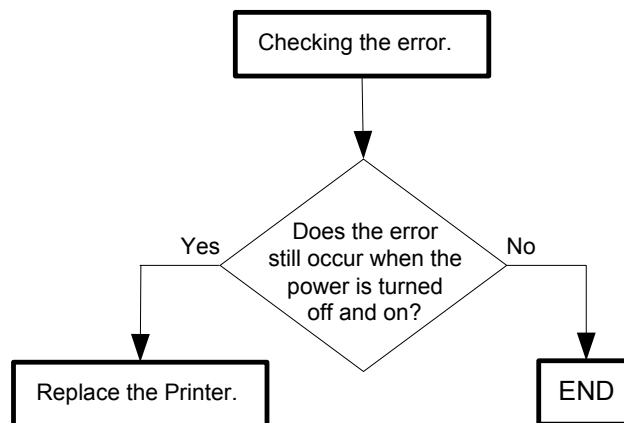 Checking the error.
Does the error
still occur when the
power is turned
off and on?
Yes
No
Replace the Printer.
END